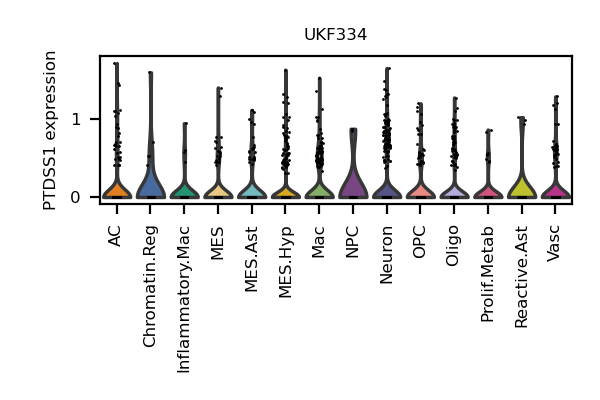 UKF334
PTDSS1 expression
1
0
AC
Chromatin.Reg
Inflammatory.Mac
MES
MES.Ast
MES.Hyp
Mac
NPC
Neuron
OPC
Oligo
Prolif.Metab
Reactive.Ast
Vasc